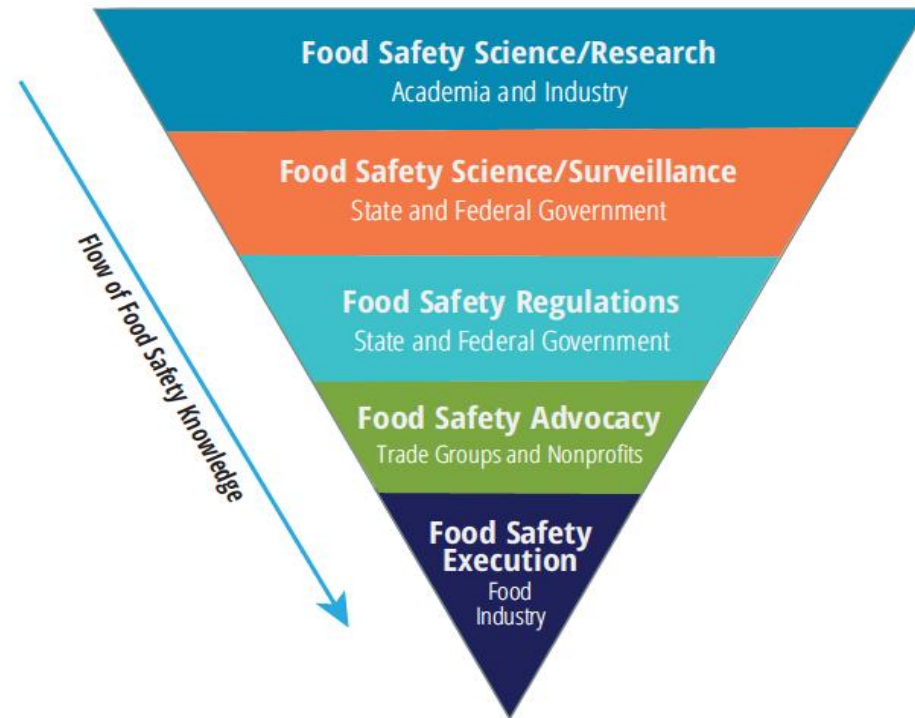 Food Safety Science/Research
Academia and Industry
Food Safety Science/Surveillance
State and Federal Government
Flow of Food Safety Knowledge
Food Safety Regulations
State and Federal Government
Food Safety Advocacy
Trade Groups and Nonprofits
Food Safety
Execution
Food
Industry